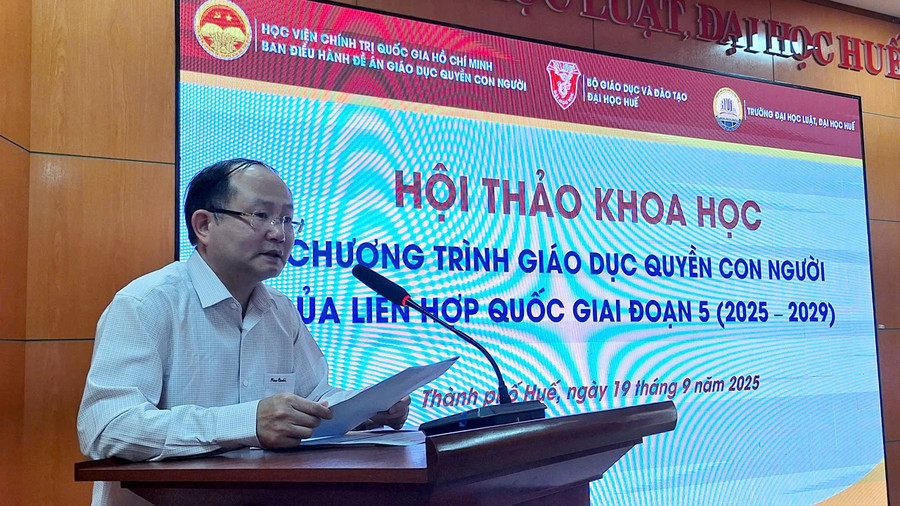 LUẬT, ĐẠI HỌC HUẾ
HỌC VIỆN CHÍNH TRỊ QUỐC GIA HỒ CHÍ MINH
BAN ĐIỀU HÀNH ĐỀ ÁN GIÁO DỤC QUYỀN CON NGƯỜI
BỘ GIÁO DỤC VÀ ĐÀO TẠO
ĐẠI HỌC HUẾ
TRƯỜNG ĐẠI HỌC LUẬT, ĐẠI HỌC HUẾ
HỘI THẢO KHOA HỌC
CHƯƠNG TRÌNH GIÁO DỤC QUYỀN CON NGƯỜI
ỦA LIÊN HỢP QUỐC GIAI ĐOẠN 5 (2025 – 2029)
Thành phố Huế, ngày 19 tháng 9 năm 2025